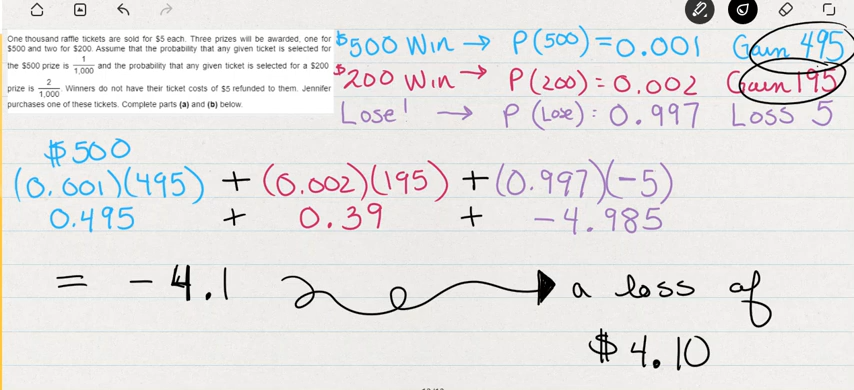 One thousand raffle tickets are sold for $5 each. Three prizes will be awarded, one for
$500 and two for $200. Assume that the probability that any given ticket is selected for
the $500 prize is 1/1,000 and the probability that any given ticket is selected for a $200
prize is 2/1,000. Winners do not have their ticket costs of $5 refunded to them. Jennifer
purchases one of these tickets. Complete parts (a) and (b) below.
$500 Win → P(500) = 0.001 Gain 495
$200 Win → P(200) = 0.002 Gain 195
Lose! → P(Lose): 0.997 Loss 5
$500
(0.001)(495) + (0.002)(195) + (0.997)(-5)
0.495 + 0.39 + -4.985
= -4.1 → a loss of
$4.10